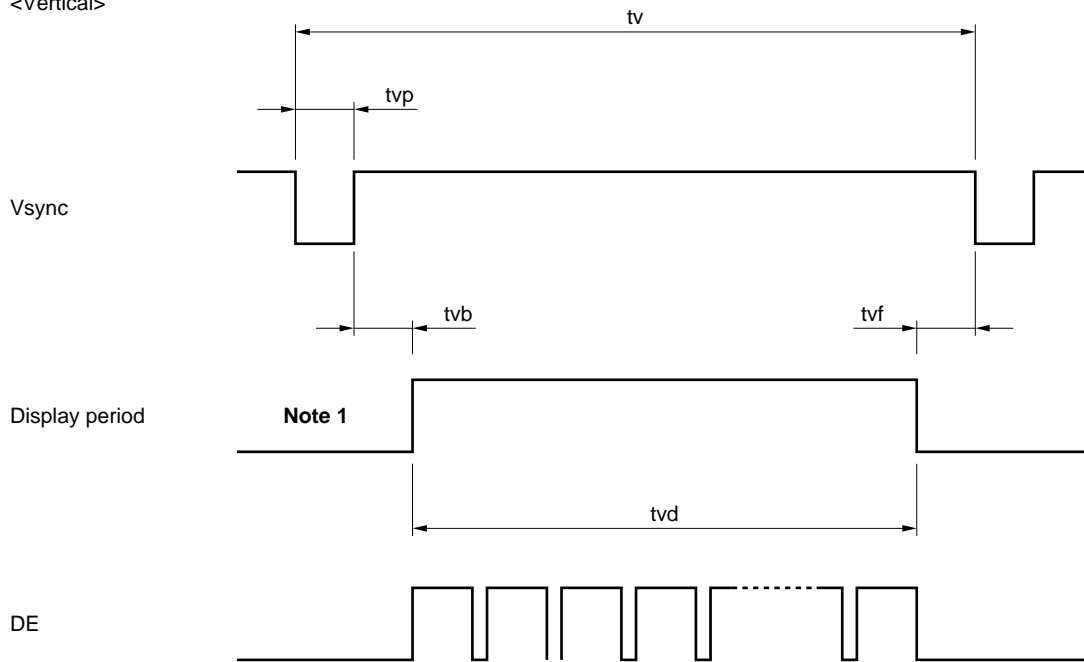 <Vertical>
tv
tvp
Vsync
tvb
tvf
Display period
Note 1
tvd
DE